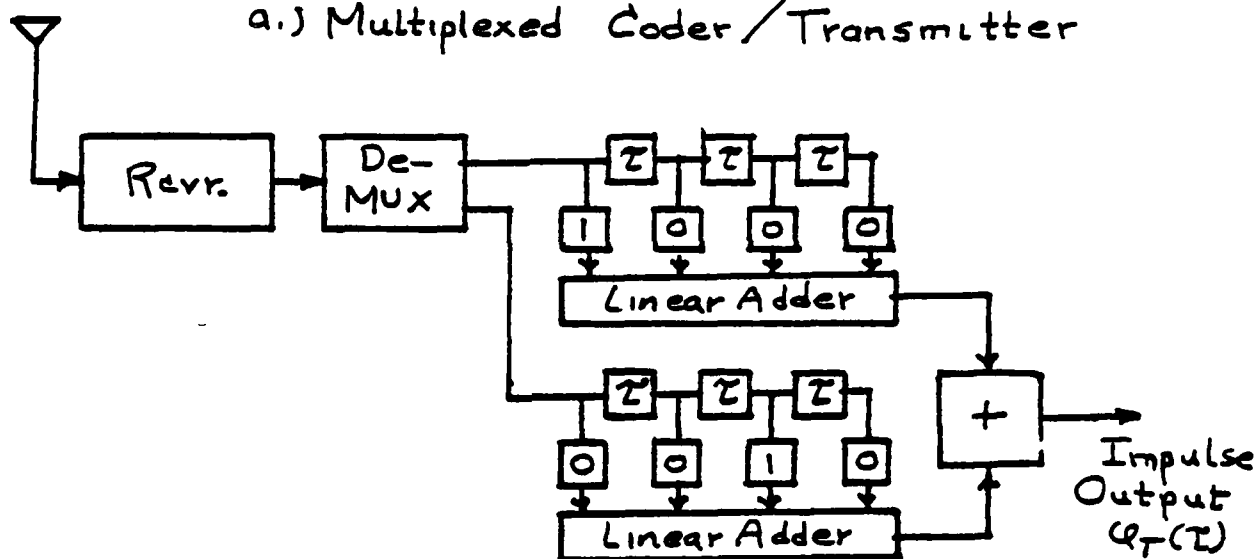 a.) Multiplexed Coder / Transmitter
Rcvr.
De-
MUX
τ τ τ
1 0 0 0
Linear Adder
τ τ τ
0 0 1 0
Linear Adder
+
Impulse
Output
φT(τ)